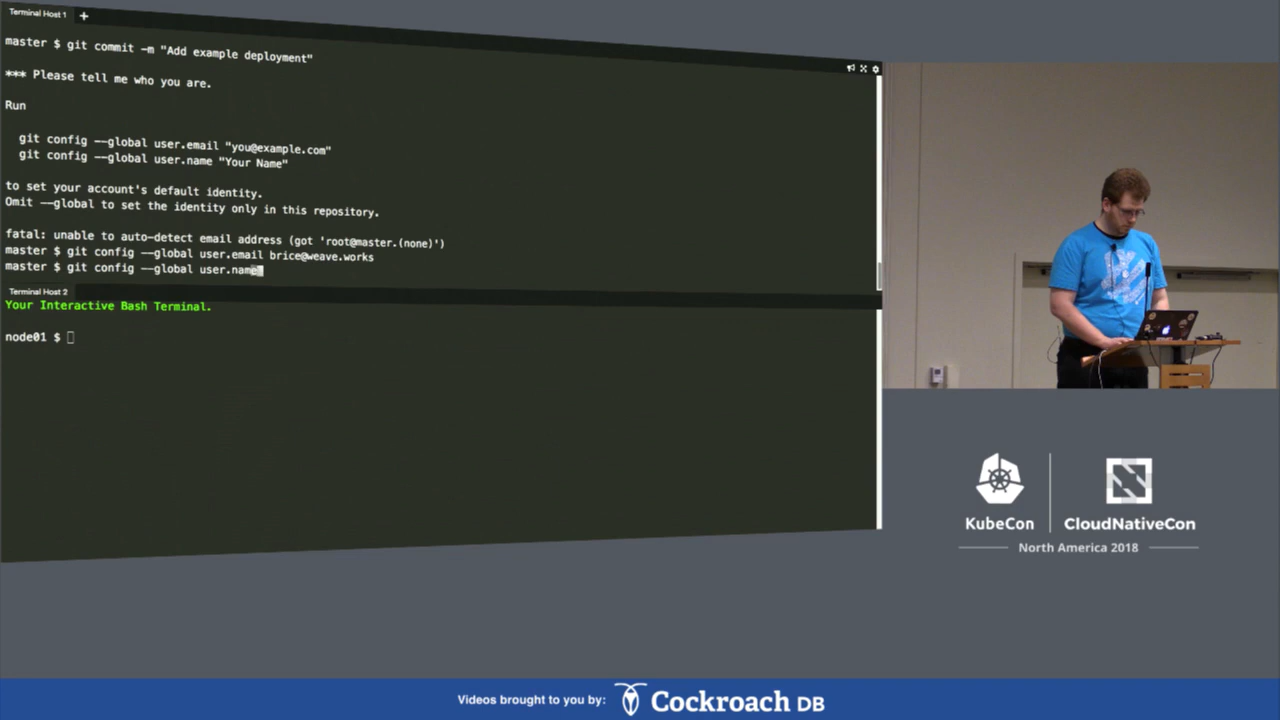 Terminal Host 1 +
master $ git commit -m "Add example deployment"
*** Please tell me who you are.
Run
git config --global user.email "you@example.com"
git config --global user.name "Your Name"
to set your account's default identity.
Omit --global to set the identity only in this repository.
fatal: unable to auto-detect email address (got 'root@master.(none)')
master $ git config --global user.email brice@weave.works
master $ git config --global user.name
Terminal Host 2
Your Interactive Bash Terminal.
node01 $
KubeCon
CloudNativeCon
North America 2018
Videos brought to you by: Cockroach DB